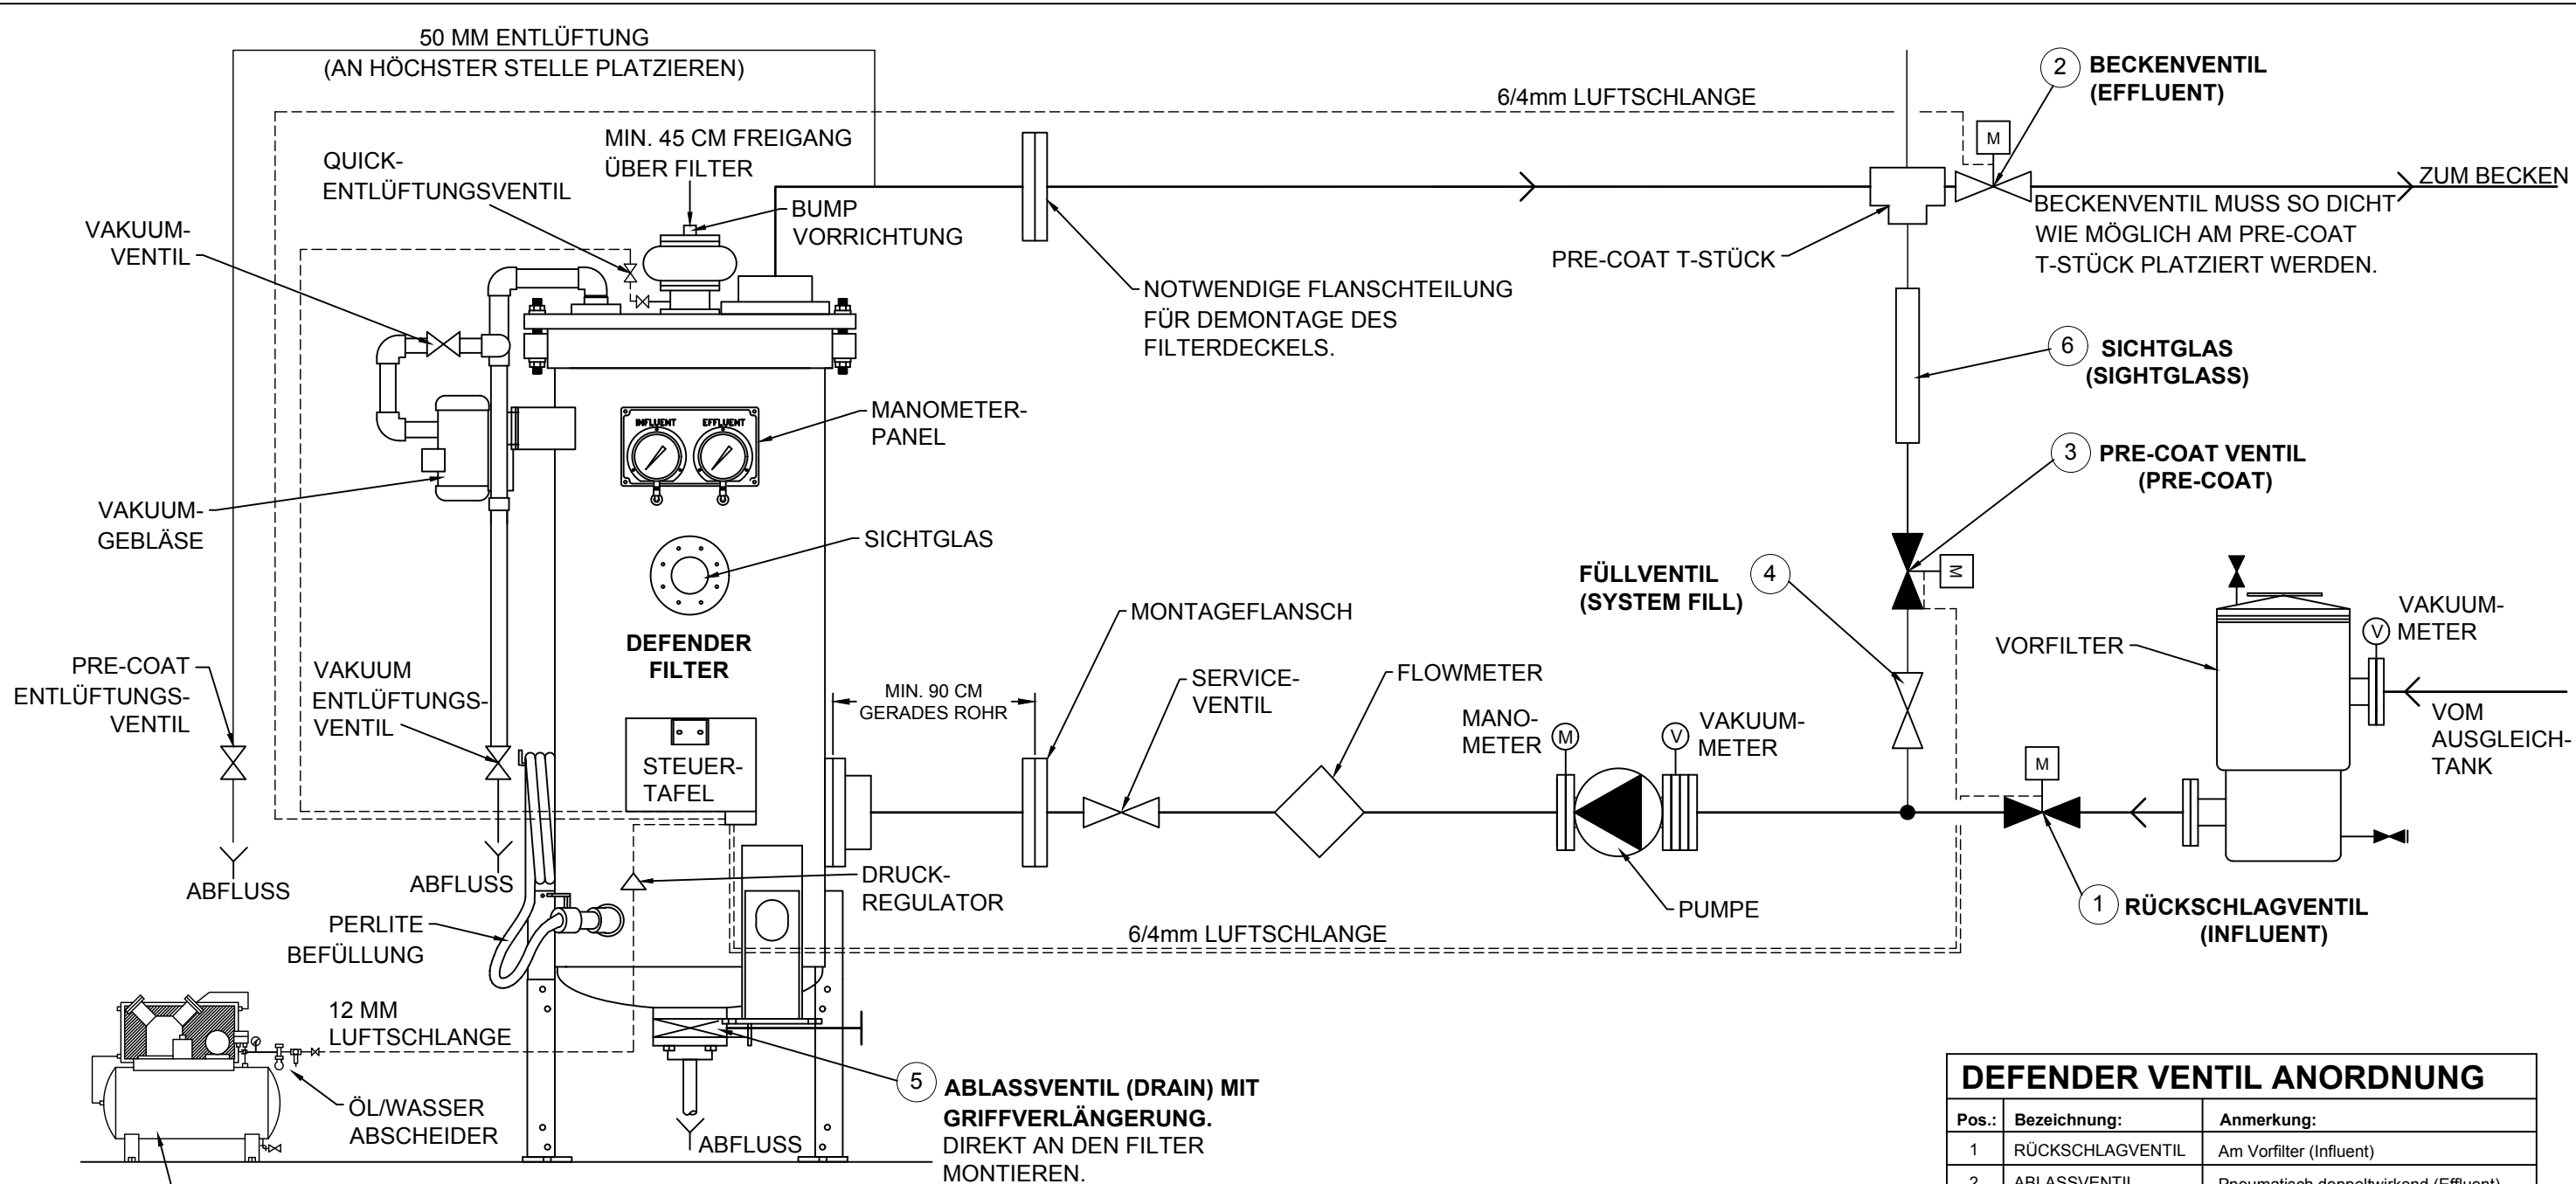 50 MM ENTLÜFTUNG
(AN HÖCHSTER STELLE PLATZIEREN)
6/4mm LUFTSCHLANGE
2 BECKENVENTIL
(EFFLUENT)
M
ZUM BECKEN
BECKENVENTIL MUSS SO DICHT
WIE MÖGLICH AM PRE-COAT
T-STÜCK PLATZIERT WERDEN.
QUICK-
ENTLÜFTUNGSVENTIL
MIN. 45 CM FREIGANG
ÜBER FILTER
BUMP
VORRICHTUNG
VAKUUM-
VENTIL
PRE-COAT T-STÜCK
NOTWENDIGE FLANSCHTEILUNG
FÜR DEMONTAGE DES
FILTERDECKELS.
6 SICHTGLAS
(SIGHTGLASS)
INFLUENT
EFFLUENT
MANOMETER-
PANEL
3 PRE-COAT VENTIL
(PRE-COAT)
M
VAKUUM-
GEBLÄSE
SICHTGLAS
FÜLLVENTIL 4
(SYSTEM FILL)
DEFENDER
FILTER
MONTAGEFLANSCH
VORFILTER
V
VAKUUM-
METER
PRE-COAT
ENTLÜFTUNGS-
VENTIL
VAKUUM
ENTLÜFTUNGS-
VENTIL
MIN. 90 CM
GERADES ROHR
SERVICE-
VENTIL
FLOWMETER
MANO-
METER
M
V
VAKUUM-
METER
VOM
AUSGLEICH-
TANK
STEUER-
TAFEL
M
ABFLUSS
ABFLUSS
DRUCK-
REGULATOR
PUMPE
1 RÜCKSCHLAGVENTIL
(INFLUENT)
PERLITE
BEFÜLLUNG
6/4mm LUFTSCHLANGE
12 MM
LUFTSCHLANGE
ÖL/WASSER
ABSCHEIDER
ABFLUSS
5 ABLASSVENTIL (DRAIN) MIT
GRIFFVERLÄNGERUNG.
DIREKT AN DEN FILTER
MONTIEREN.
DEFENDER VENTIL ANORDNUNG
Pos.: Bezeichnung: Anmerkung:
1 RÜCKSCHLAGVENTIL Am Vorfilter (Influent)
2 ABLASSVENTIL Pneumatisch doppeltwirkend (Effluent)